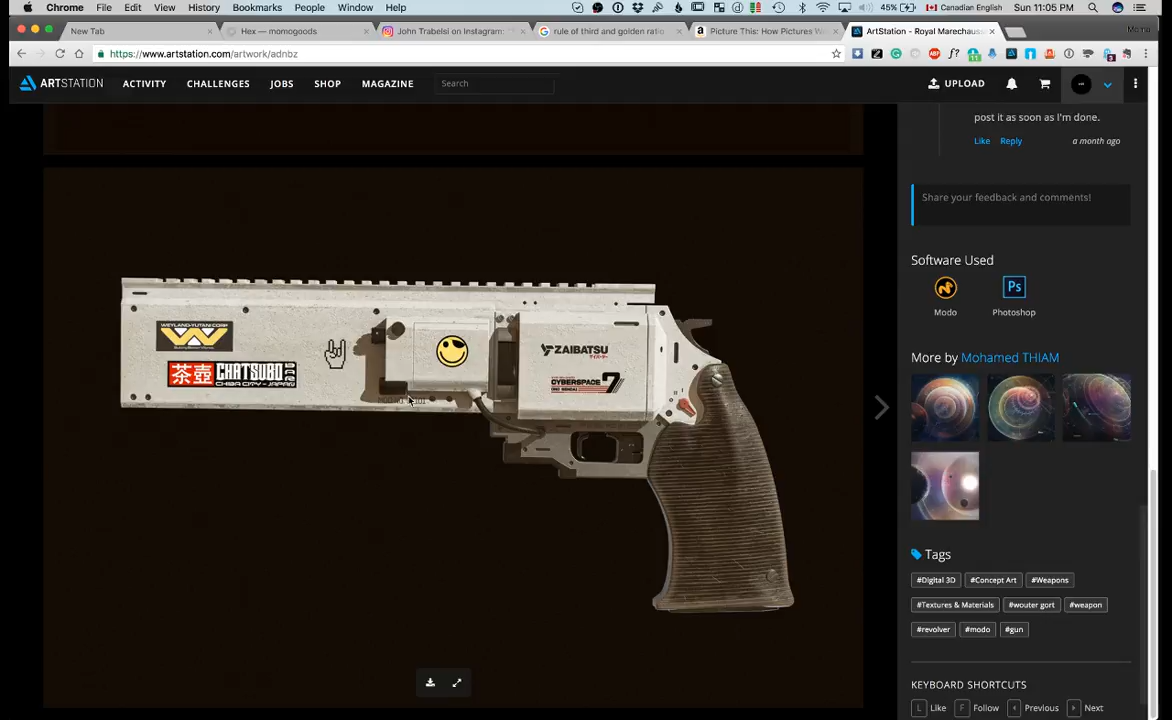 Chrome File Edit View History Bookmarks People Window Help
45% Canadian English Sun 11:05 PM
New Tab
Hex — momogoods
John Trabelsi on Instagram: "
rule of third and golden ratio
Picture This: How Pictures W
ArtStation - Royal Marechaus
https://www.artstation.com/artwork/adnbz
ARTSTATION ACTIVITY CHALLENGES JOBS SHOP MAGAZINE Search UPLOAD
post it as soon as I'm done.
Like Reply a month ago
Share your feedback and comments!
Software Used
Modo Photoshop
More by Mohamed THIAM
Tags
#Digital 3D #Concept Art #Weapons
#Textures & Materials #wouter gort #weapon
#revolver #modo #gun
KEYBOARD SHORTCUTS
L Like F Follow Previous Next
WEYLAND-YUTANI CORP
茶壺 CHATSUBO
CHIBA CITY - JAPAN
ZAIBATSU
CYBERSPACE 7